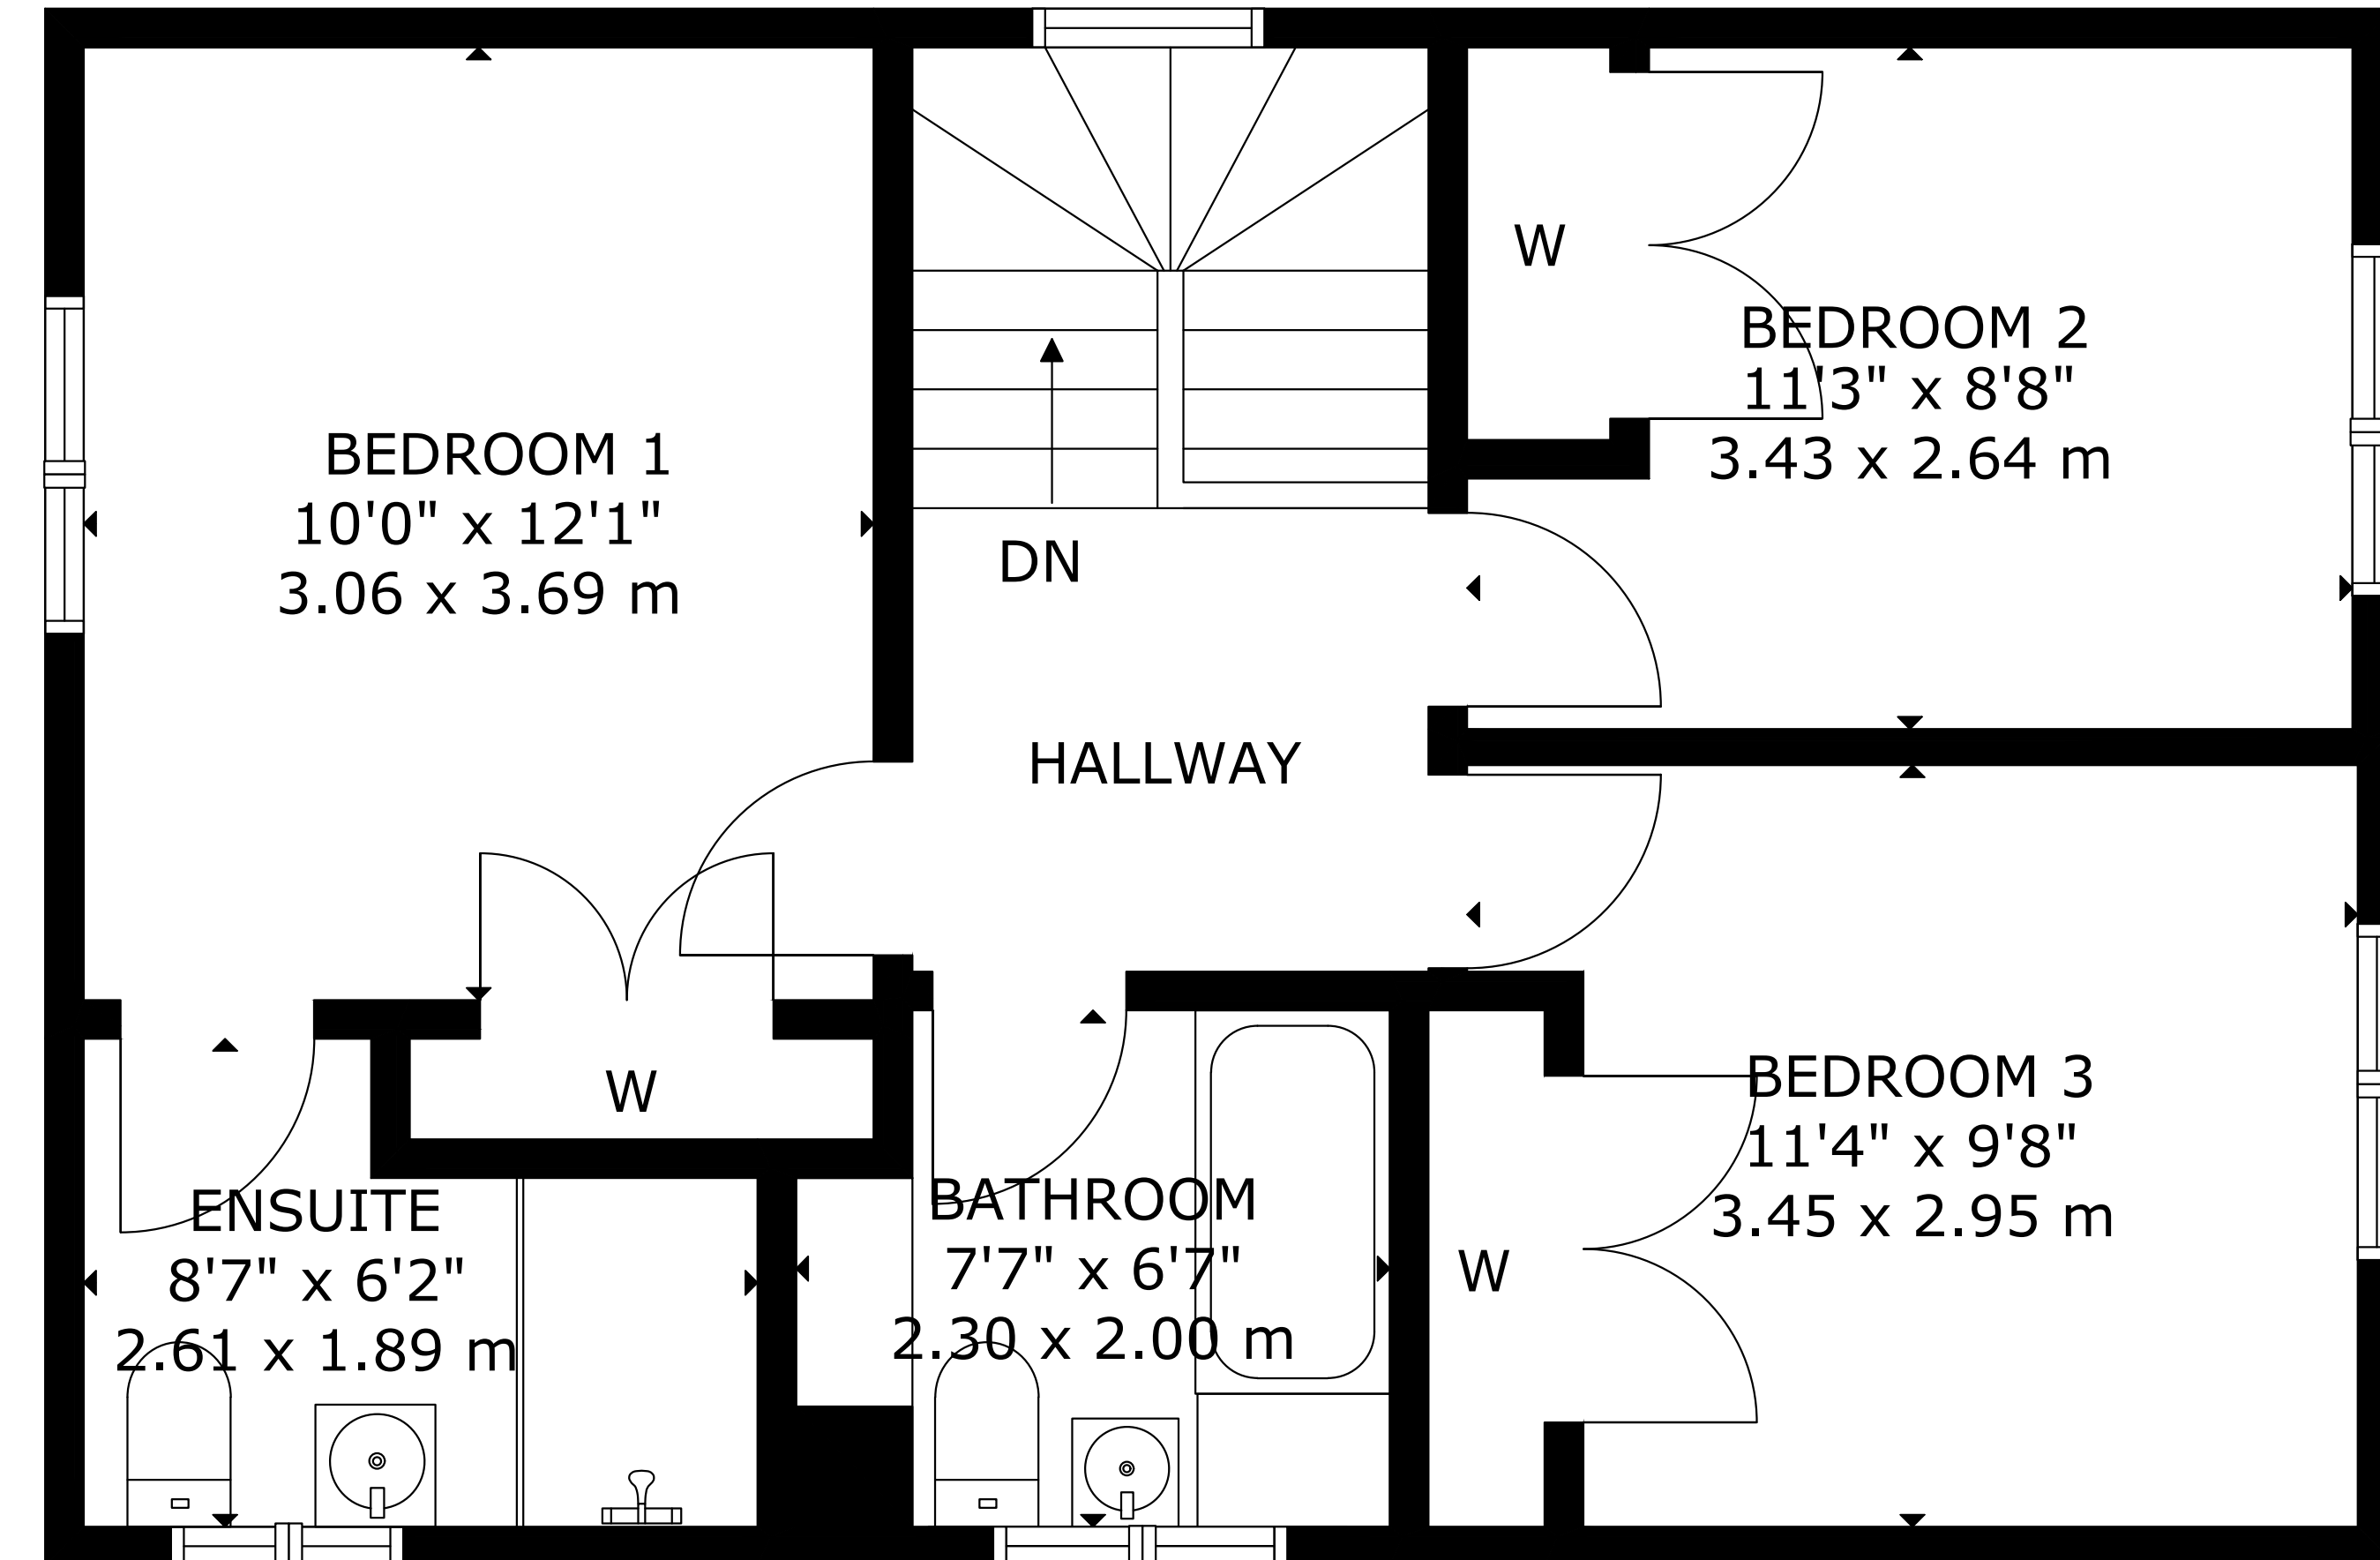 BEDROOM 1
10'0" x 12'1"
3.06 x 3.69 m
DN
HALLWAY
W
BEDROOM 2
11'3" x 8'8"
3.43 x 2.64 m
W
ENSUITE
8'7" x 6'2"
2.61 x 1.89 m
BATHROOM
7'7" x 6'7"
2.30 x 2.00 m
W
BEDROOM 3
11'4" x 9'8"
3.45 x 2.95 m